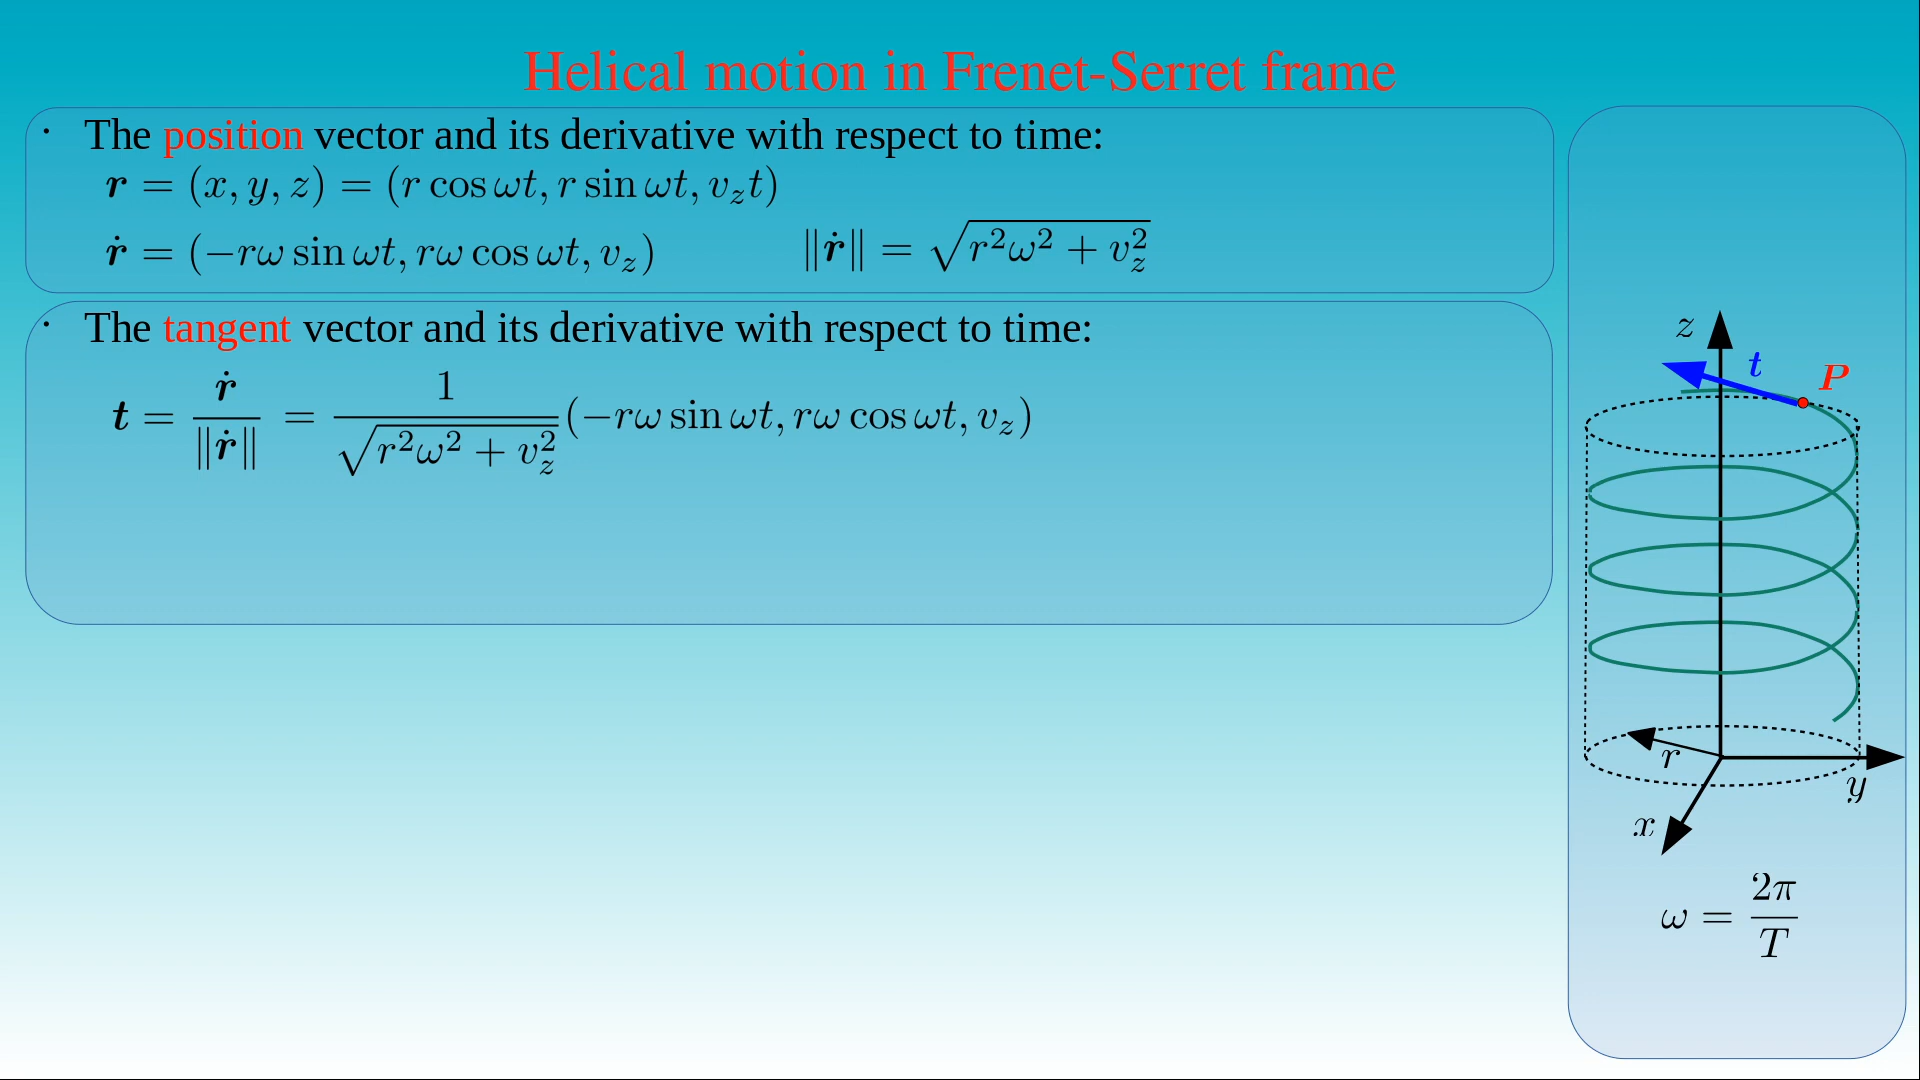 Helical motion in Frenet-Serret frame
• The position vector and its derivative with respect to time:
𝒓 = (x, y, z) = (r cos ωt, r sin ωt, v_z t)
𝒓̇ = (−rω sin ωt, rω cos ωt, v_z)    ‖𝒓̇‖ = √(r²ω² + v_z²)
• The tangent vector and its derivative with respect to time:
𝒕 = 𝒓̇ / ‖𝒓̇‖ = 1 / √(r²ω² + v_z²) (−rω sin ωt, rω cos ωt, v_z)
z
t
P
r
y
x
ω = 2π / T